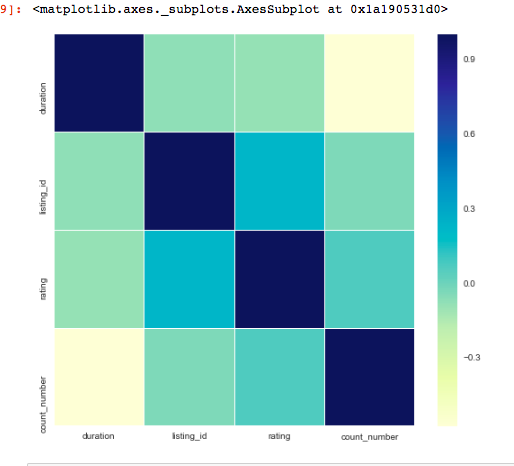 9]: <matplotlib.axes._subplots.AxesSubplot at 0x1a190531d0>
duration
listing_id
rating
count_number
duration listing_id rating count_number
0.9
0.6
0.3
0.0
−0.3